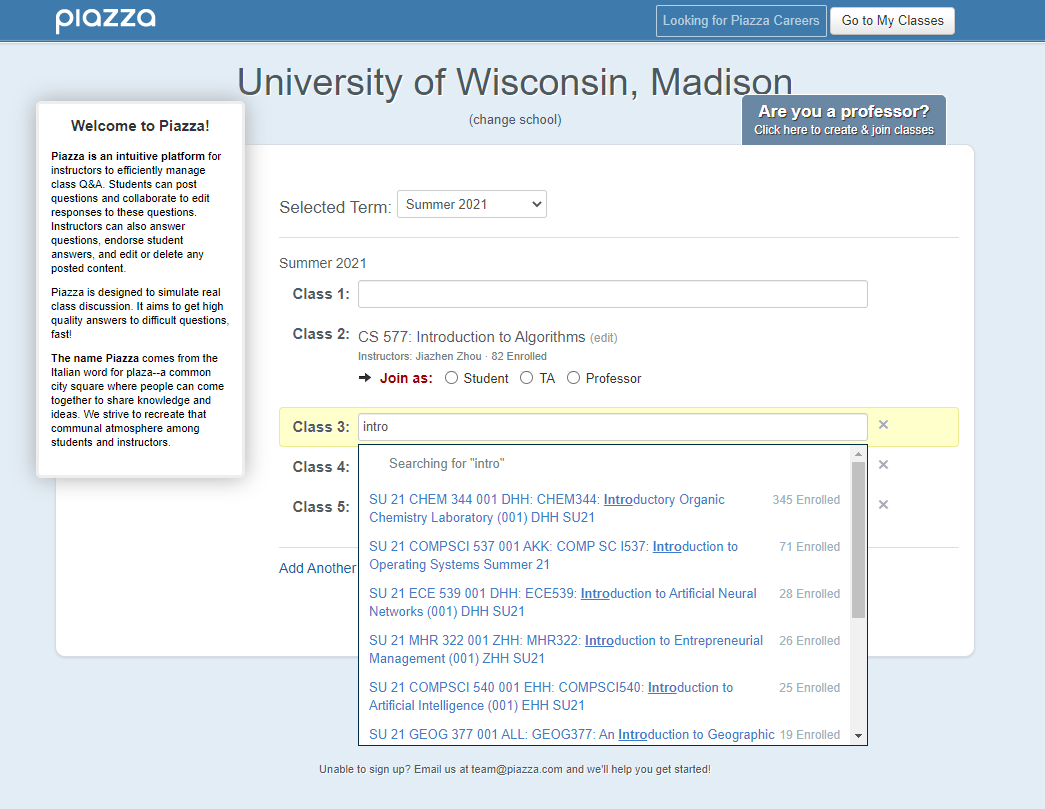 piazza
Looking for Piazza Careers
Go to My Classes
University of Wisconsin, Madison
(change school)
Are you a professor?
Click here to create & join classes
Welcome to Piazza!
Piazza is an intuitive platform for
instructors to efficiently manage
class Q&A. Students can post
questions and collaborate to edit
responses to these questions.
Instructors can also answer
questions, endorse student
answers, and edit or delete any
posted content.
Piazza is designed to simulate real
class discussion. It aims to get high
quality answers to difficult questions,
fast!
The name Piazza comes from the
Italian word for plaza--a common
city square where people can come
together to share knowledge and
ideas. We strive to recreate that
communal atmosphere among
students and instructors.
Selected Term: Summer 2021
Summer 2021
Class 1:
Class 2: CS 577: Introduction to Algorithms (edit)
Instructors: Jiazhen Zhou · 82 Enrolled
Join as: Student TA Professor
Class 3: intro
Class 4:
Class 5:
Add Another
Searching for "intro"
SU 21 CHEM 344 001 DHH: CHEM344: Introductory Organic 345 Enrolled
Chemistry Laboratory (001) DHH SU21
SU 21 COMPSCI 537 001 AKK: COMP SC I537: Introduction to 71 Enrolled
Operating Systems Summer 21
SU 21 ECE 539 001 DHH: ECE539: Introduction to Artificial Neural 28 Enrolled
Networks (001) DHH SU21
SU 21 MHR 322 001 ZHH: MHR322: Introduction to Entrepreneurial 26 Enrolled
Management (001) ZHH SU21
SU 21 COMPSCI 540 001 EHH: COMPSCI540: Introduction to 25 Enrolled
Artificial Intelligence (001) EHH SU21
SU 21 GEOG 377 001 ALL: GEOG377: An Introduction to Geographic 19 Enrolled
Unable to sign up? Email us at team@piazza.com and we'll help you get started!